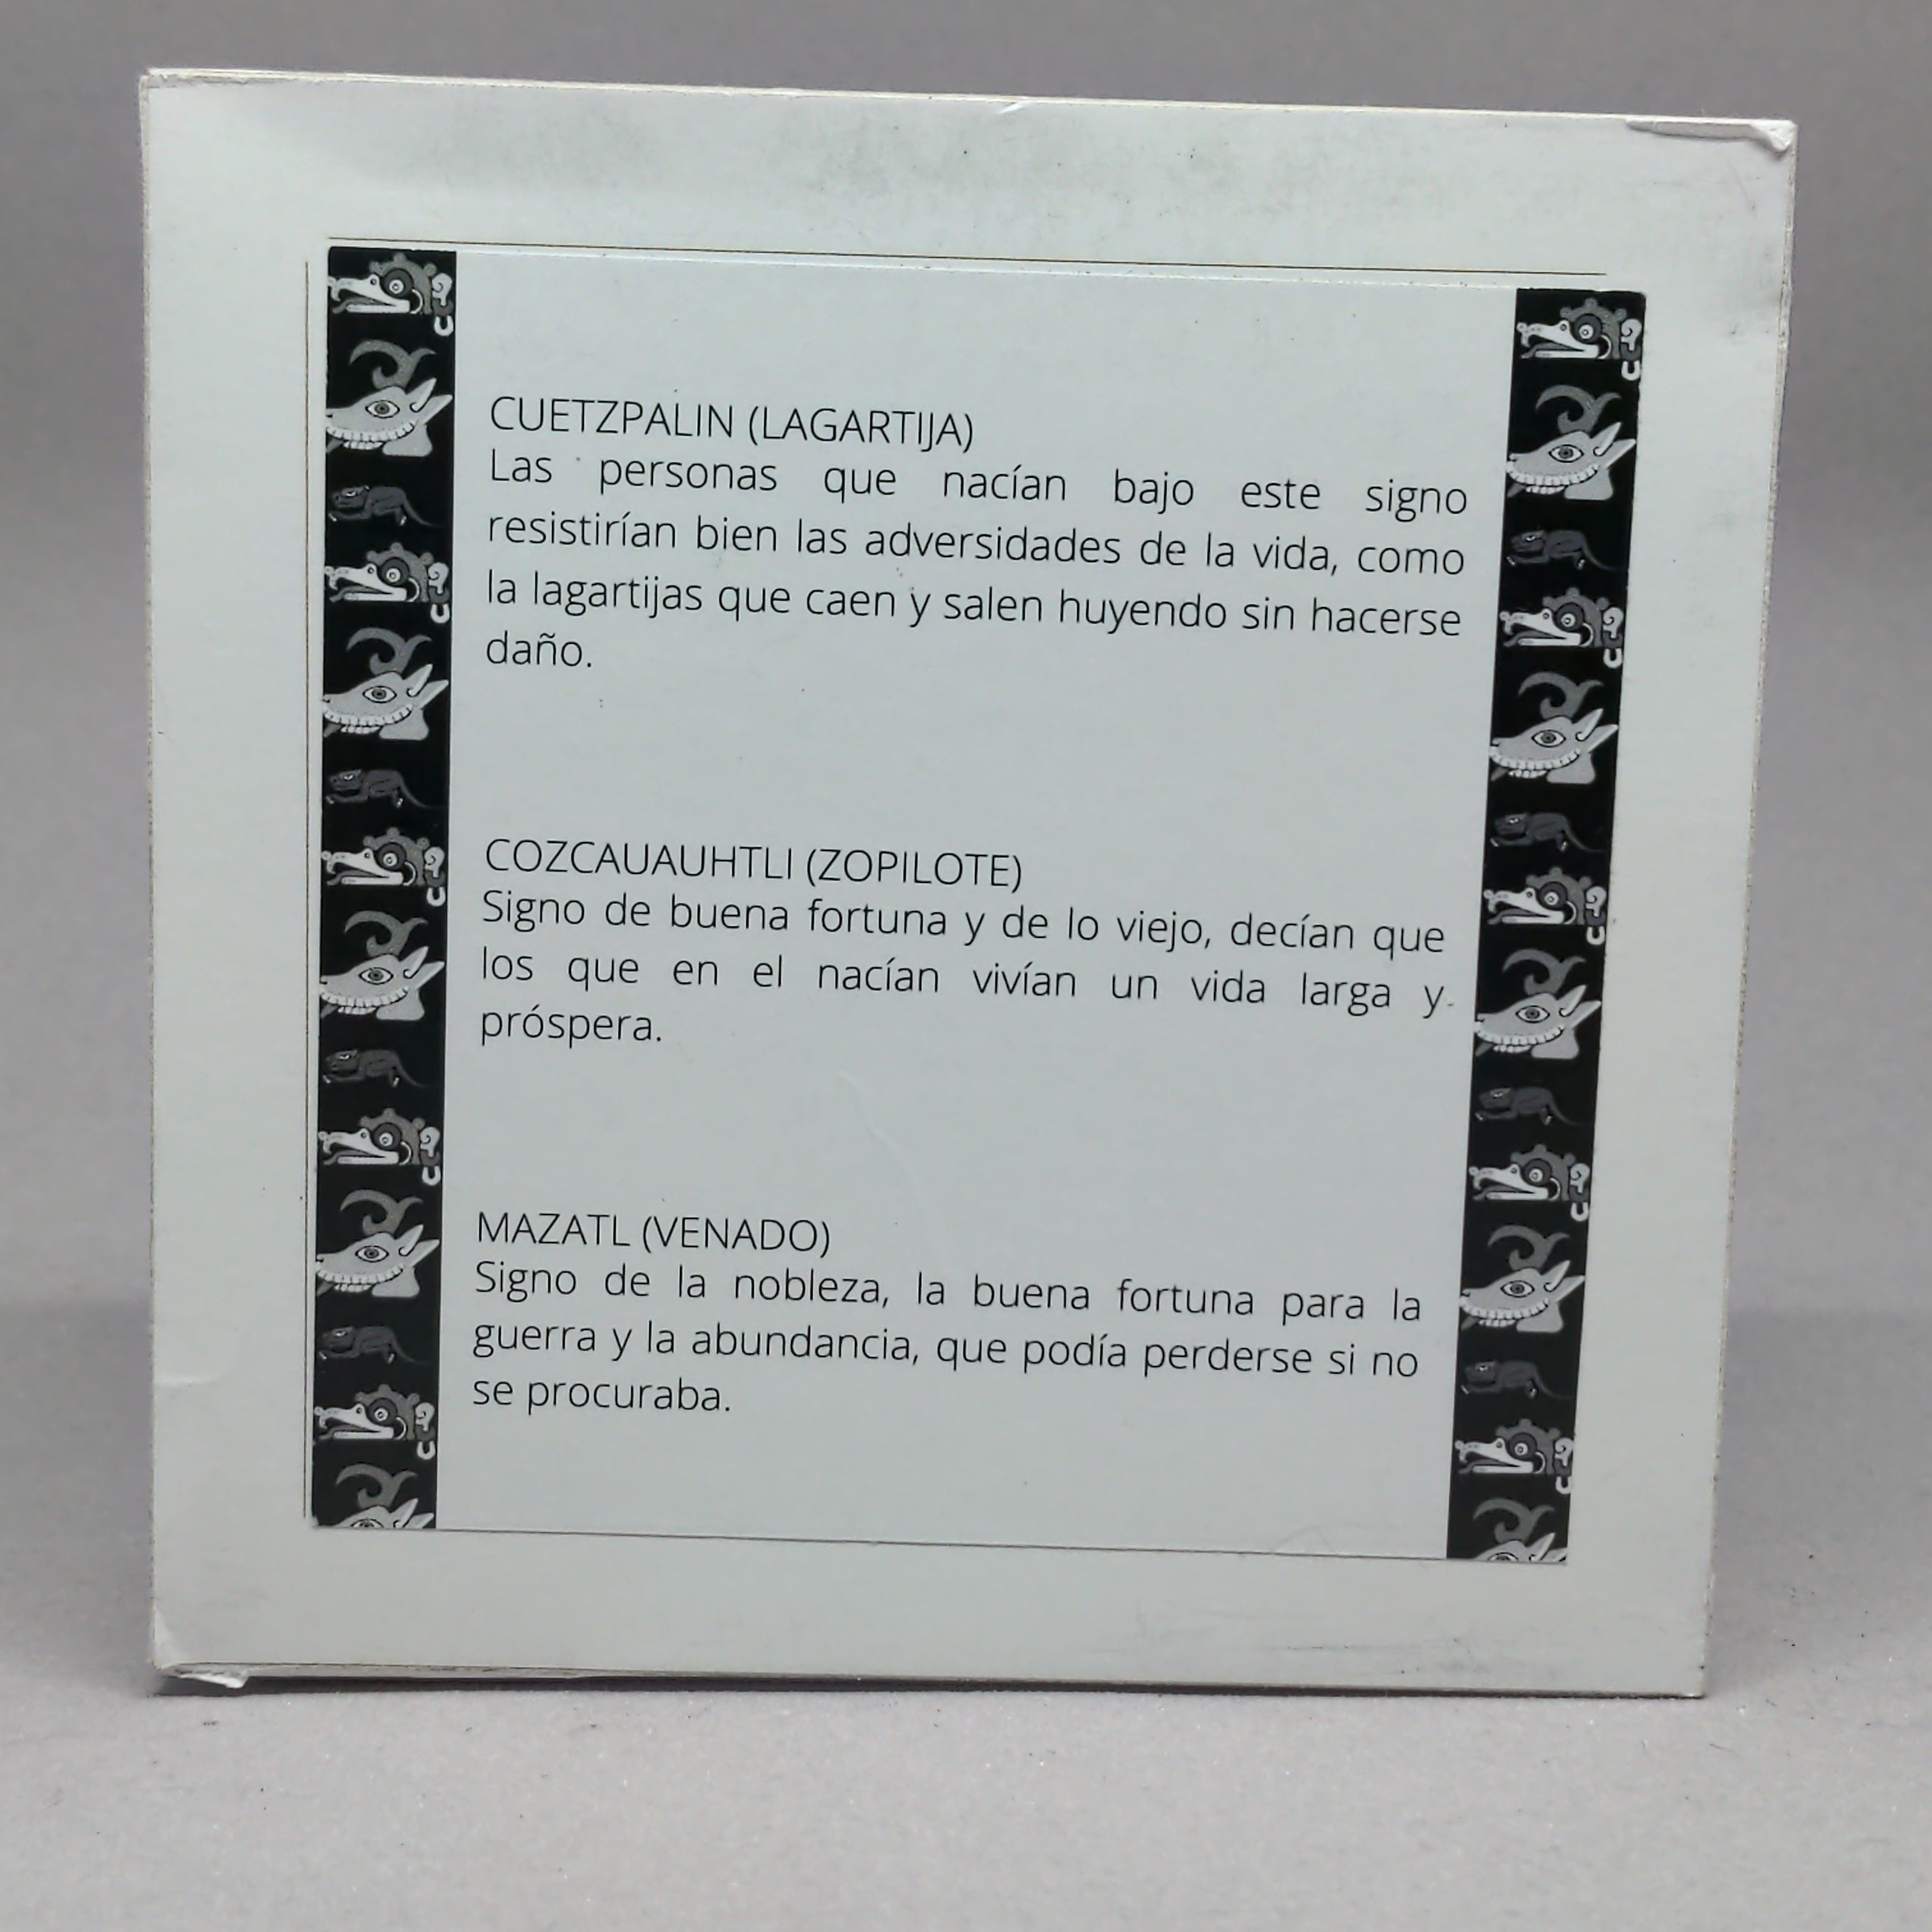 CUETZPALIN (LAGARTIJA)
Las personas que nacían bajo este signo
resistirían bien las adversidades de la vida, como
la lagartijas que caen y salen huyendo sin hacerse
daño.
COZCAUAUHTLI (ZOPILOTE)
Signo de buena fortuna y de lo viejo, decían que
los que en el nacían vivían un vida larga y
próspera.
MAZATL (VENADO)
Signo de la nobleza, la buena fortuna para la
guerra y la abundancia, que podía perderse si no
se procuraba.